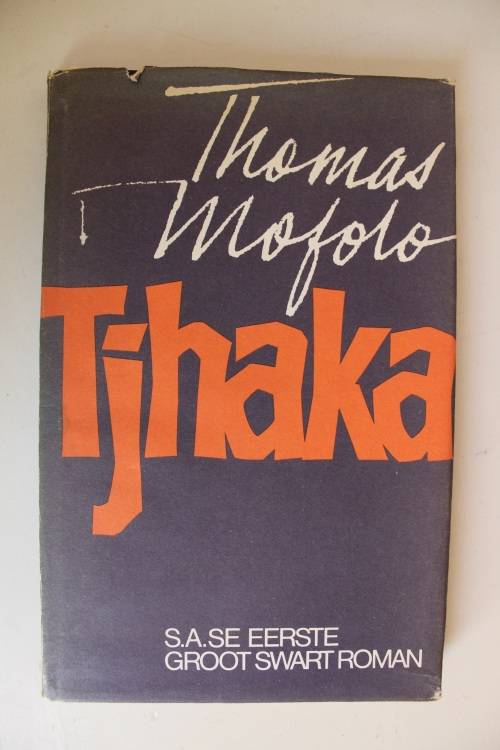 Thomas
Mofolo
Tjhaka
S.A.SE EERSTE
GROOT SWART ROMAN